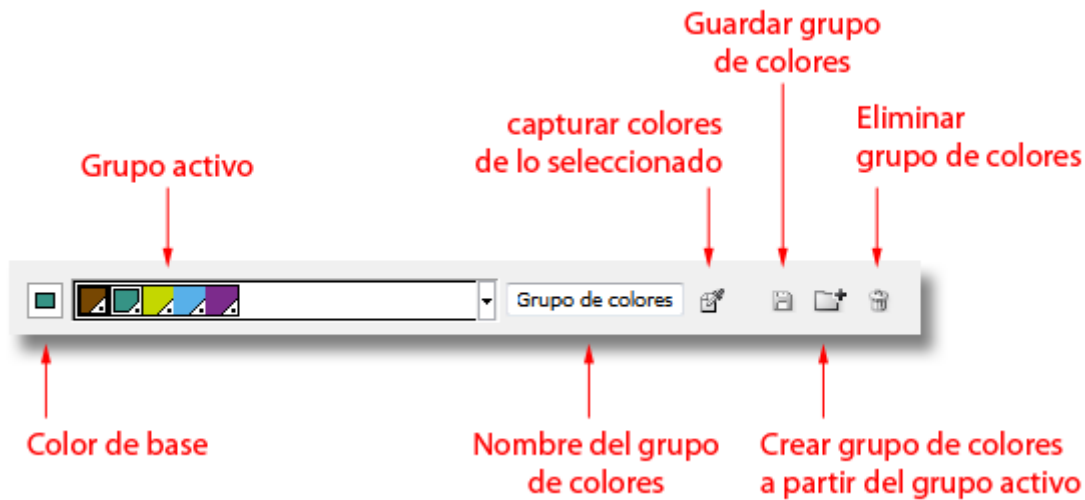 Guardar grupo
de colores
capturar colores
de lo seleccionado
Eliminar
grupo de colores
Grupo activo
Grupo de colores
Color de base
Nombre del grupo
de colores
Crear grupo de colores
a partir del grupo activo